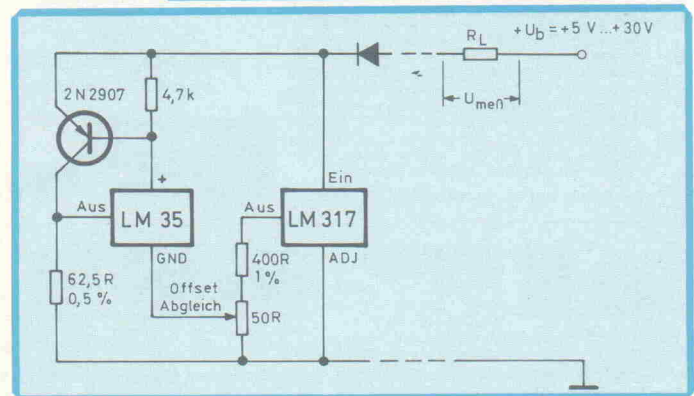 R_L
+U_b = +5 V...+30V
2N2907
4,7k
U_meß
+
Ein
Aus
LM 35
Aus
LM 317
GND
400R
1%
ADJ
62,5R
0,5 %
Offset
Abgleich
50R